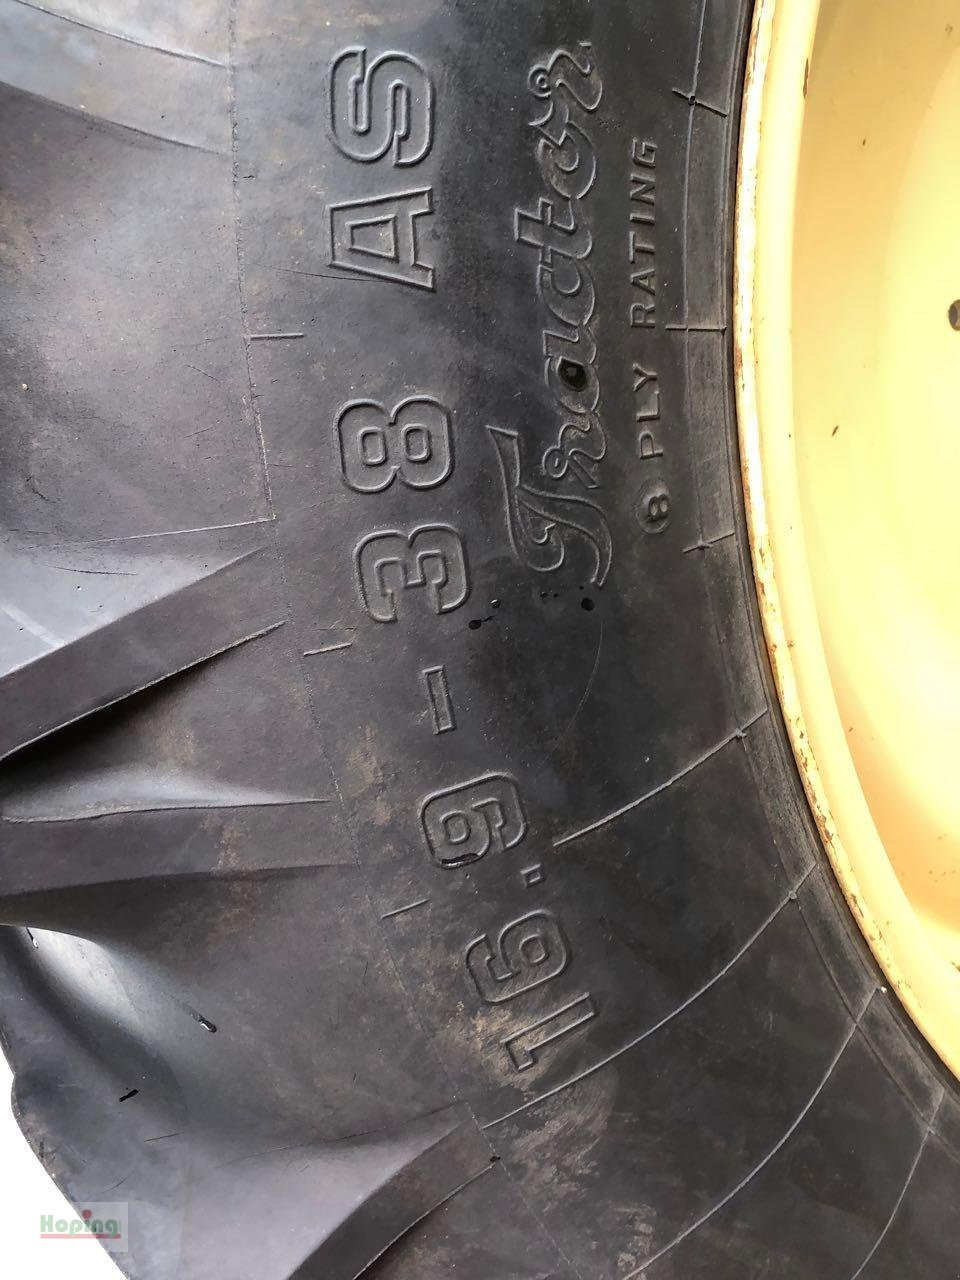 16.9-38 AS
Tractor
8 PLY RATING
Hoping